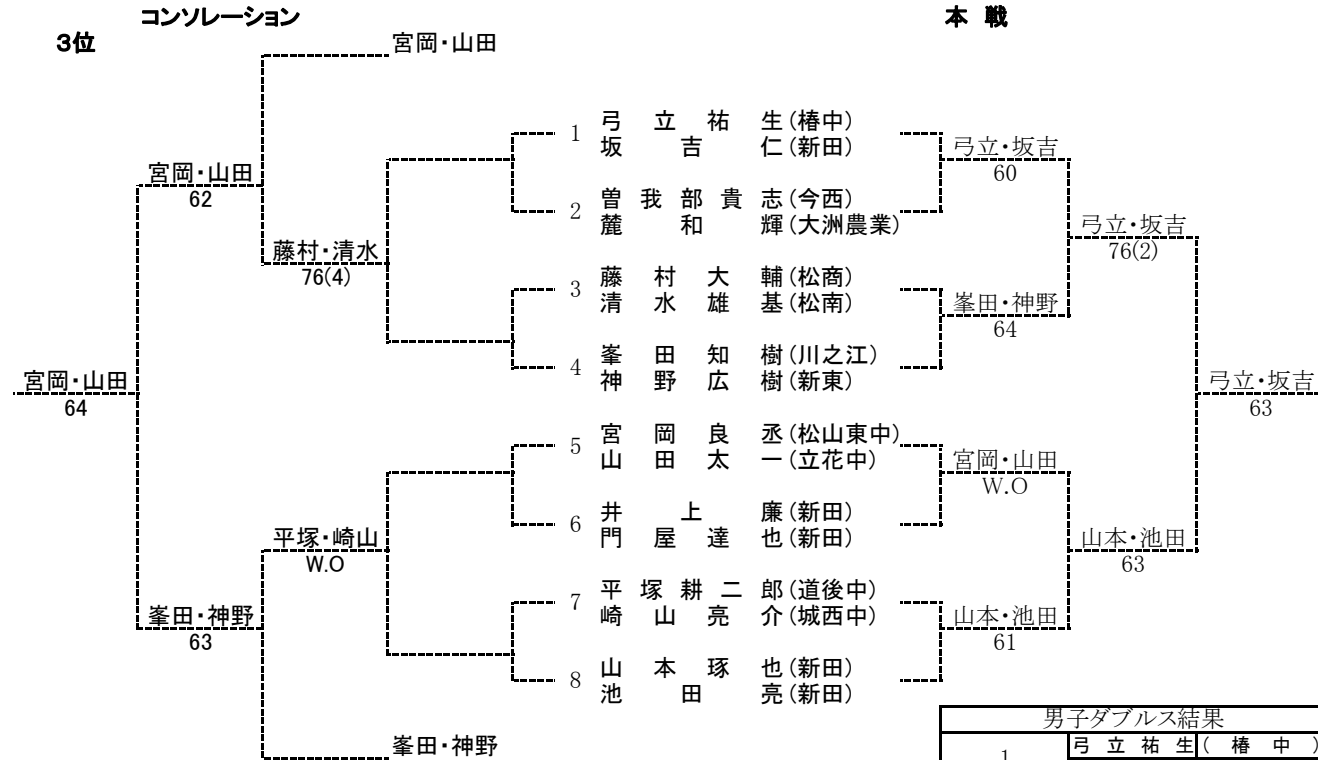 コンソレーション
本 戦
3位
宮岡・山田
1 弓立祐生(椿中)
坂吉仁(新田)
弓立・坂吉
60
宮岡・山田
62
2 曽我部貴志(今西)
麓和輝(大洲農業)
弓立・坂吉
76(2)
藤村・清水
76(4)
3 藤村大輔(松商)
清水雄基(松南)
峯田・神野
64
4 峯田知樹(川之江)
神野広樹(新東)
宮岡・山田
64
弓立・坂吉
63
5 宮岡良丞(松山東中)
山田太一(立花中)
宮岡・山田
W.O
6 井上廉(新田)
門屋達也(新田)
平塚・崎山
W.O
山本・池田
63
7 平塚耕二郎(道後中)
崎山亮介(城西中)
峯田・神野
63
山本・池田
61
8 山本琢也(新田)
池田亮(新田)
男子ダブルス結果
峯田・神野
1 弓立祐生(椿中)